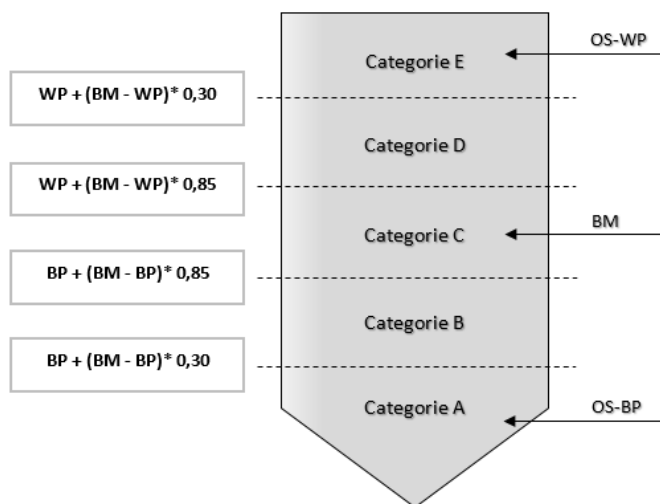 OS-WP
Categorie E
WP + (BM - WP)* 0,30
Categorie D
WP + (BM - WP)* 0,85
Categorie C
BM
BP + (BM - BP)* 0,85
Categorie B
BP + (BM - BP)* 0,30
Categorie A
OS-BP